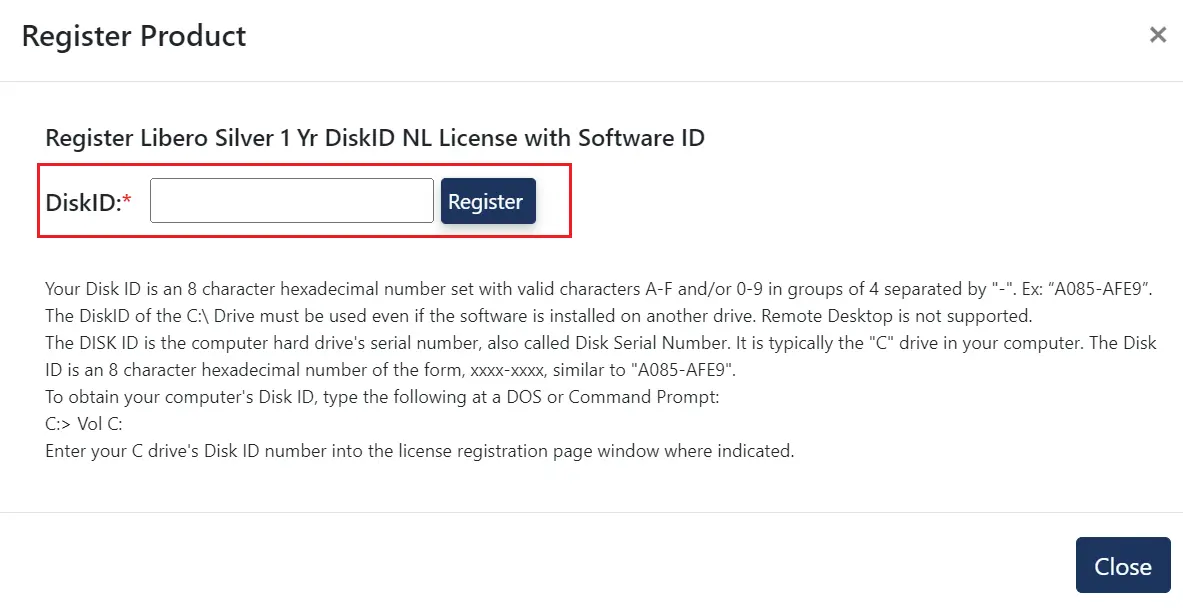 Register Product
×
Register Libero Silver 1 Yr DiskID NL License with Software ID
DiskID:* Register
Your Disk ID is an 8 character hexadecimal number set with valid characters A-F and/or 0-9 in groups of 4 separated by "-". Ex: “A085-AFE9”.
The DiskID of the C:\ Drive must be used even if the software is installed on another drive. Remote Desktop is not supported.
The DISK ID is the computer hard drive's serial number, also called Disk Serial Number. It is typically the "C" drive in your computer. The Disk
ID is an 8 character hexadecimal number of the form, xxxx-xxxx, similar to "A085-AFE9".
To obtain your computer's Disk ID, type the following at a DOS or Command Prompt:
C:> Vol C:
Enter your C drive's Disk ID number into the license registration page window where indicated.
Close